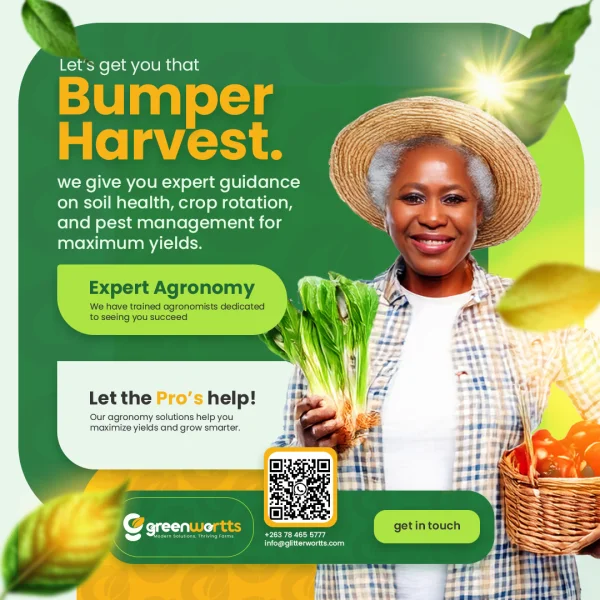 Let's get you that
Bumper
Harvest.
we give you expert guidance
on soil health, crop rotation,
and pest management for
maximum yields.
Expert Agronomy
We have trained agronomists dedicated
to seeing you succeed
Let the Pro's help!
Our agronomy solutions help you
maximize yields and grow smarter.
greenwortts
Modern Solutions. Thriving Farms.
+263 78 465 5777
info@glitterwortts.com
get in touch